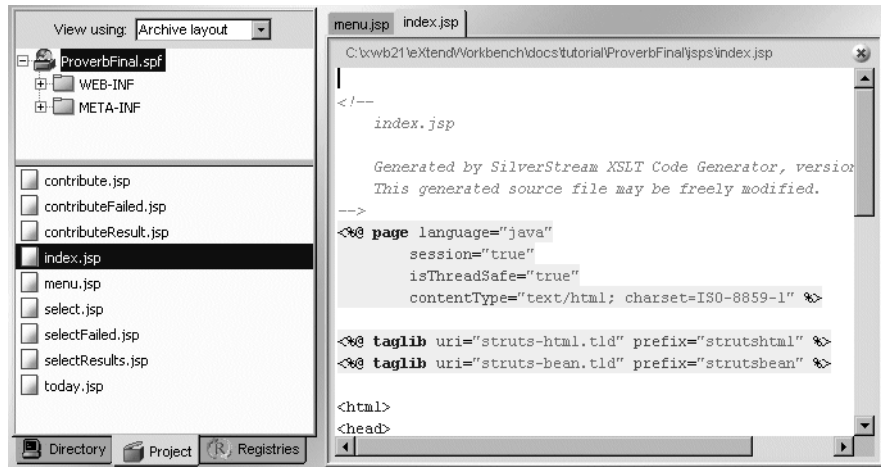 View using: Archive layout
ProverbFinal.spf
WEB-INF
META-INF
contribute.jsp
contributeFailed.jsp
contributeResult.jsp
index.jsp
menu.jsp
select.jsp
selectFailed.jsp
selectResults.jsp
today.jsp
Directory Project Registries
menu.jsp index.jsp
C:\xwb21\eXtendWorkbench\docs\tutorial\ProverbFinal\jsps\index.jsp
<!--
index.jsp
Generated by SilverStream XSLT Code Generator, version
This generated source file may be freely modified.
-->
<%@ page language="java"
session="true"
isThreadSafe="true"
contentType="text/html; charset=ISO-8859-1" %>
<%@ taglib uri="struts-html.tld" prefix="strutshtml" %>
<%@ taglib uri="struts-bean.tld" prefix="strutsbean" %>
<html>
<head>